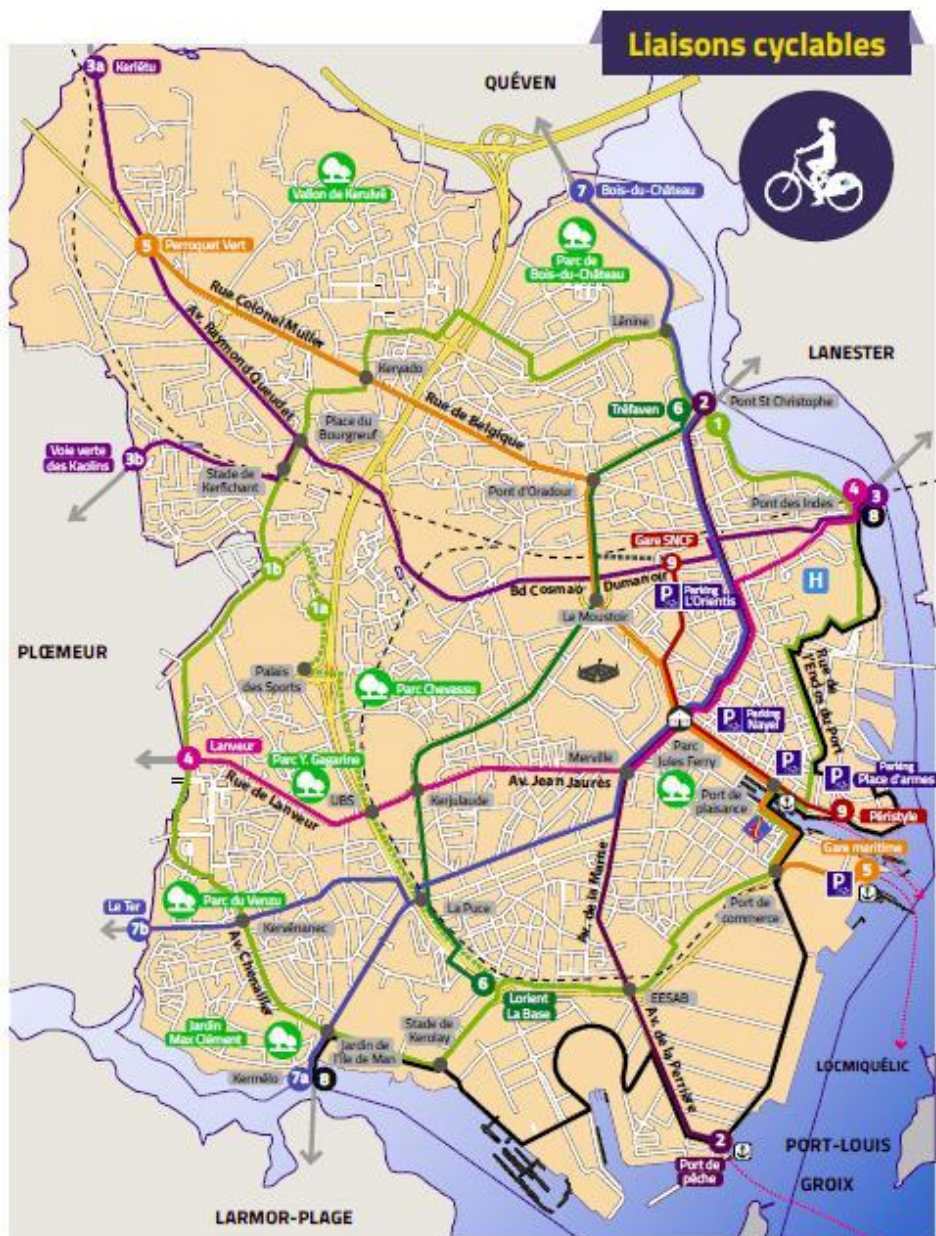 Liaisons cyclables
3a
Kerlétu
QUÉVEN
Vallon de Kerulvé
7
Bois-du-Château
5
Perroquet Vert
Parc de
Bois-du-Château
Rue Colonel Muller
Av. Raymond Queudet
Lénine
LANESTER
Keryado
Rue de Belgique
Tréfaven
6
2
Pont St Christophe
1
Place du
Bourgneuf
Voie verte
des Kaolins
3b
Stade de
Kerfichant
Pont d'Oradour
4
3
Pont des Indes
8
Gare SNCF
9
1b
Bd Cosmao
Dumanoir
P
Parking
L'Orientis
H
1a
Le Moustoir
PLŒMEUR
Palais
des Sports
Parc Chevassu
Rue de
l'Enclos du Port
P
Parking
Nayel
4
Lanveur
Parc Y. Gagarine
Merville
Parc
Jules Ferry
P
P
Parking
Place d'armes
Rue de Lanveur
UBS
Kerjulaude
Av. Jean Jaurès
Port de
plaisance
9
Péristyle
Gare maritime
5
P
Parc du Venzu
Le Ter
7b
Kervénanec
La Puce
Av. de la Marne
Port de
commerce
Av. Chenailler
6
Lorient
La Base
EESAB
Jardin
Max Clément
Stade de
Kerolay
Jardin de
l'Île de Man
Kermélo
7a
8
Av. de la Perrière
LOCMIQUÉLIC
2
Port de
pêche
PORT-LOUIS
GROIX
LARMOR-PLAGE